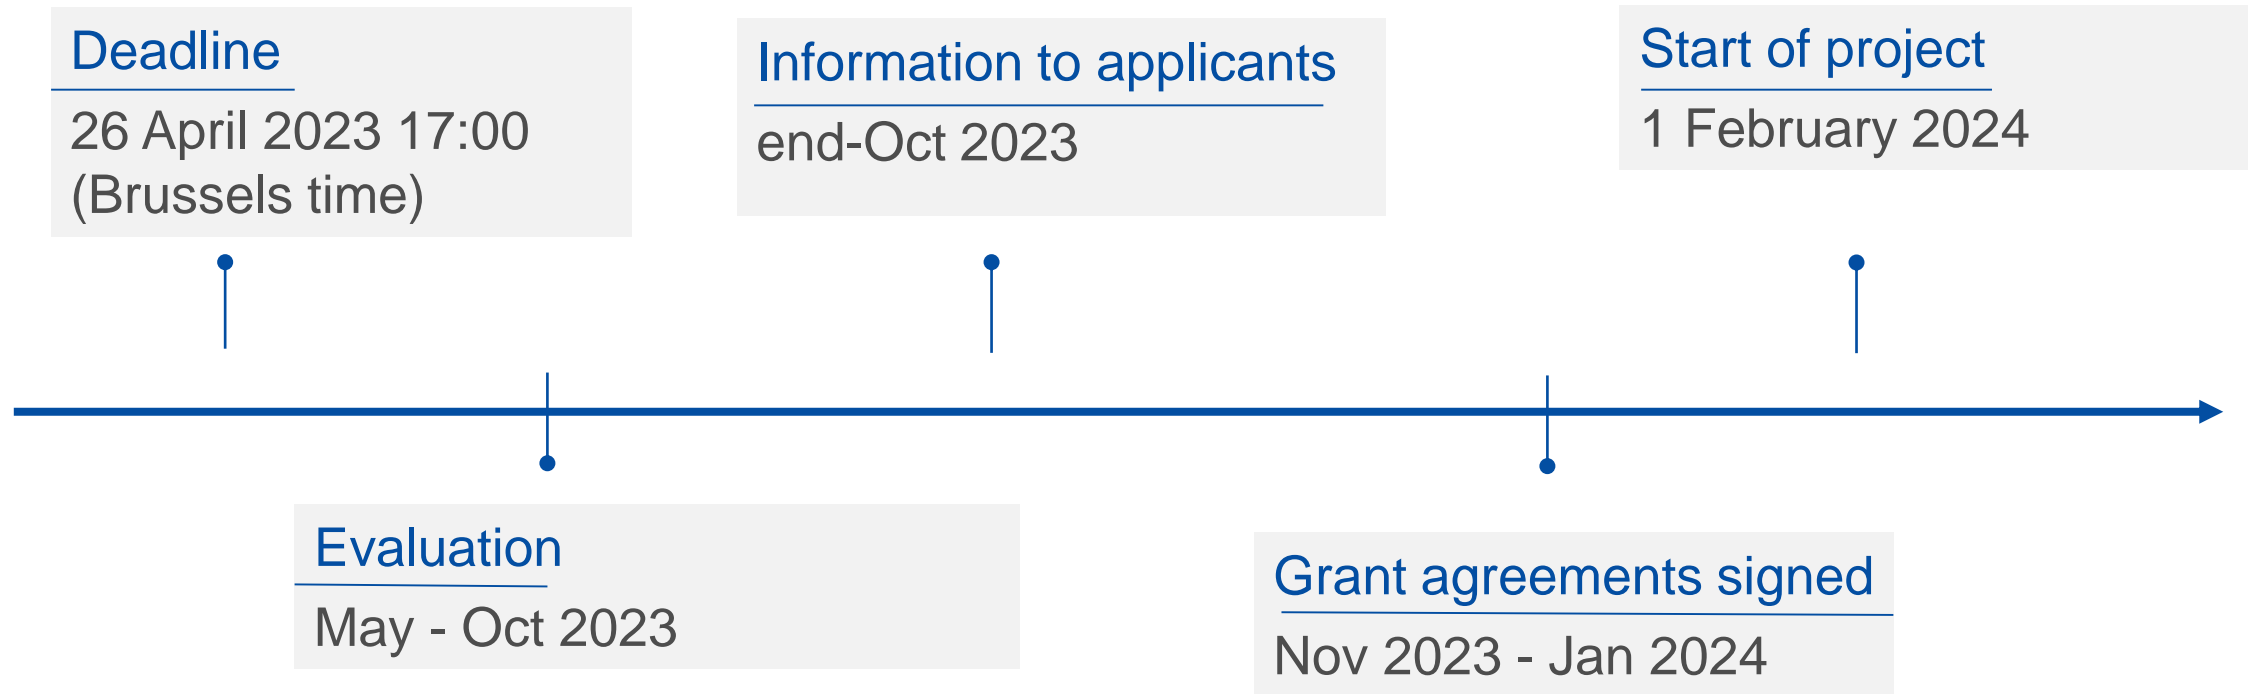 Deadline
26 April 2023 17:00
(Brussels time)
Information to applicants
end-Oct 2023
Start of project
1 February 2024
Evaluation
May - Oct 2023
Grant agreements signed
Nov 2023 - Jan 2024